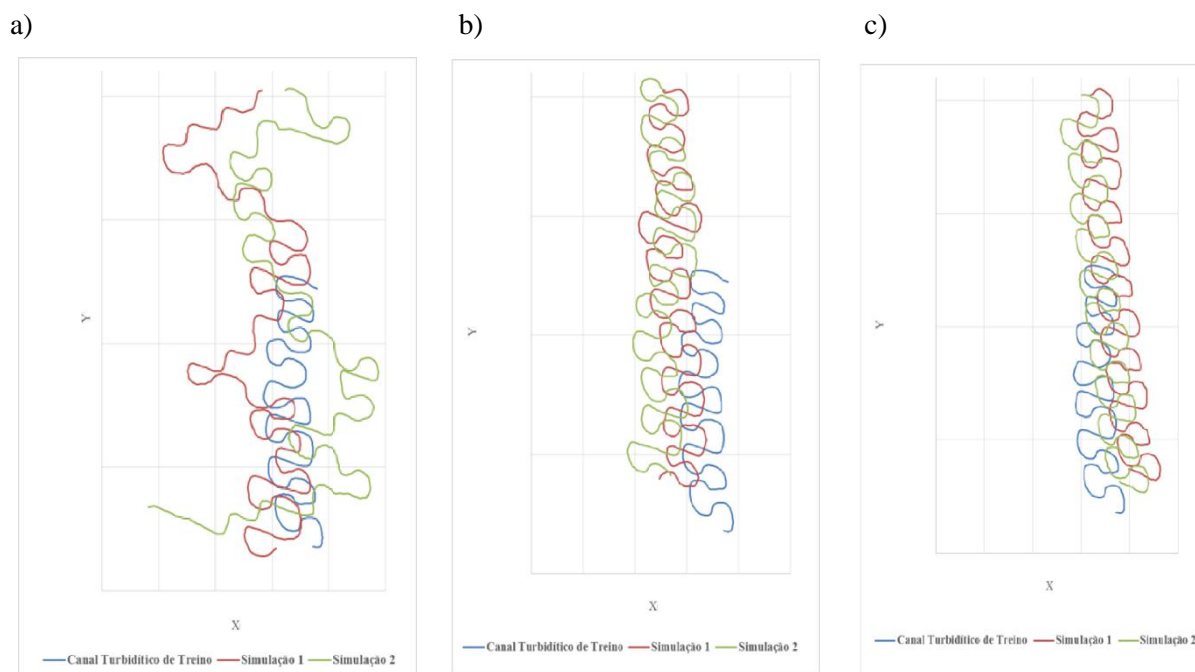 a)
b)
c)
Y
X
Canal Turbidítico de Treino Simulação 1 Simulação 2
Y
X
Canal Turbidítico de Treino Simulação 1 Simulação 2
Y
X
Canal Turbidítico de Treino Simulação 1 Simulação 2